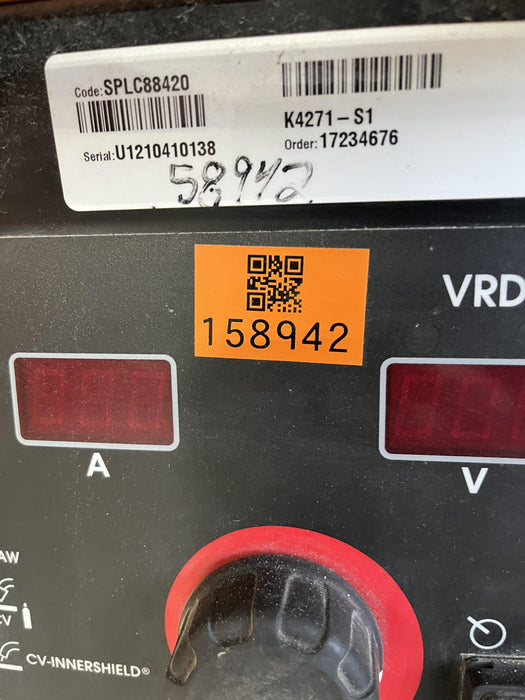 Code: SPLC88420
K4271-S1
Serial: U1210410138
Order: 17234676
58942
158942
VRD
A
V
AW
CV
CV-INNERSHIELD®